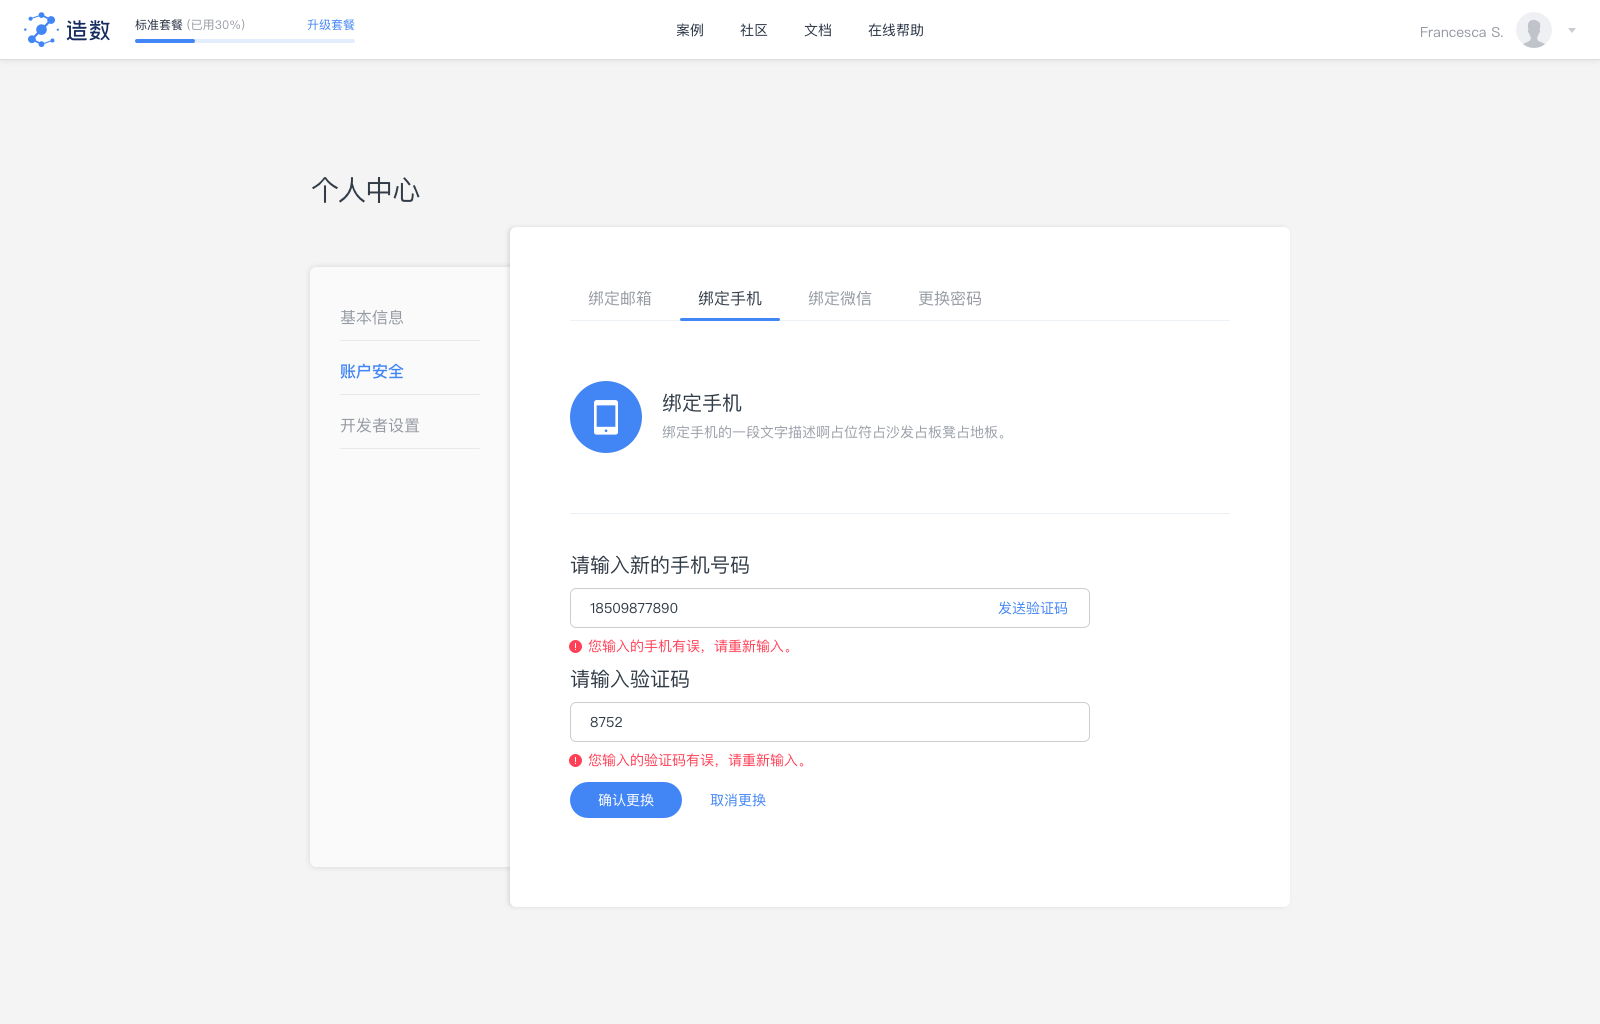 造数
标准套餐 (已用30%) 升级套餐
案例 社区 文档 在线帮助
Francesca S.
个人中心
基本信息
账户安全
开发者设置
绑定邮箱 绑定手机 绑定微信 更换密码
绑定手机
绑定手机的一段文字描述啊占位符占沙发占板凳占地板。
请输入新的手机号码
18509877890 发送验证码
您输入的手机有误，请重新输入。
请输入验证码
8752
您输入的验证码有误，请重新输入。
确认更换 取消更换